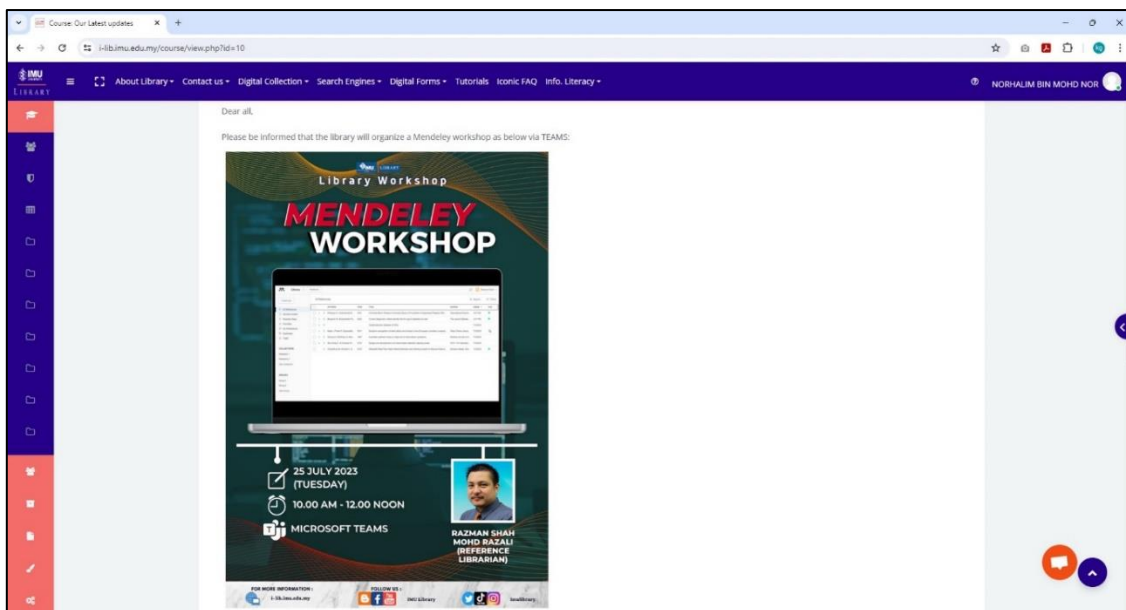 Course: Our Latest updates
i-lib.imu.edu.my/course/view.php?id=10
IMU
LIBRARY
About Library Contact us Digital Collection Search Engines Digital Forms Tutorials Iconic FAQ Info. Literacy
NORHALIM BIN MOHD NOR
Dear all,
Please be informed that the library will organize a Mendeley workshop as below via TEAMS:
IMU LIBRARY
Library Workshop
MENDELEY
WORKSHOP
25 JULY 2023
(TUESDAY)
10.00 AM - 12.00 NOON
MICROSOFT TEAMS
RAZMAN SHAH
MOHD RAZALI
(REFERENCE
LIBRARIAN)
FOR MORE INFORMATION :
i-lib.imu.edu.my
FOLLOW US :
IMU Library
imulibrary